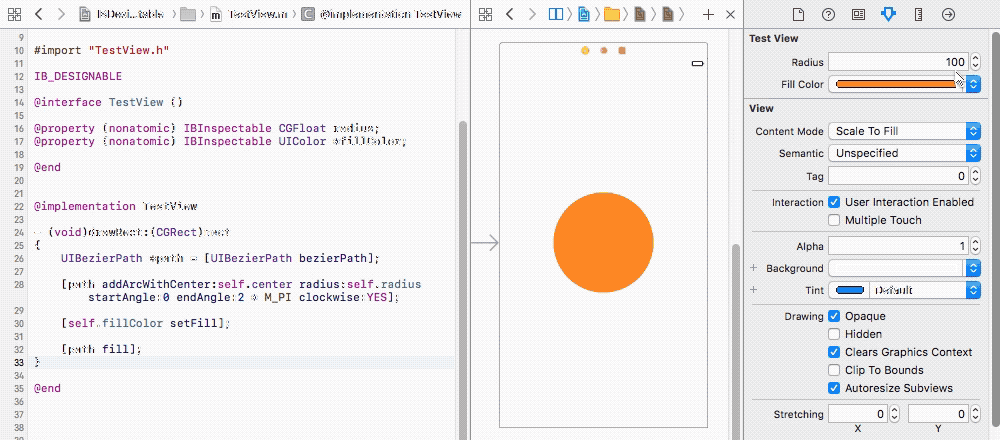 IsDesi...table
TestView.m
@implementation TestView
9
10 #import "TestView.h"
11
12 IB_DESIGNABLE
13
14 @interface TestView ()
15
16 @property (nonatomic) IBInspectable CGFloat radius;
17 @property (nonatomic) IBInspectable UIColor *fillColor;
18
19 @end
20
21
22 @implementation TestView
23
24 - (void)drawRect:(CGRect)rect
25 {
26 UIBezierPath *path = [UIBezierPath bezierPath];
27
28 [path addArcWithCenter:self.center radius:self.radius
startAngle:0 endAngle:2 * M_PI clockwise:YES];
29
30 [self.fillColor setFill];
31
32 [path fill];
33 }
34
35 @end
36
37
38
Test View
Radius 100
Fill Color
View
Content Mode Scale To Fill
Semantic Unspecified
Tag 0
Interaction User Interaction Enabled
Multiple Touch
Alpha 1
Background
Tint Default
Drawing Opaque
Hidden
Clears Graphics Context
Clip To Bounds
Autoresize Subviews
Stretching 0 0
X Y